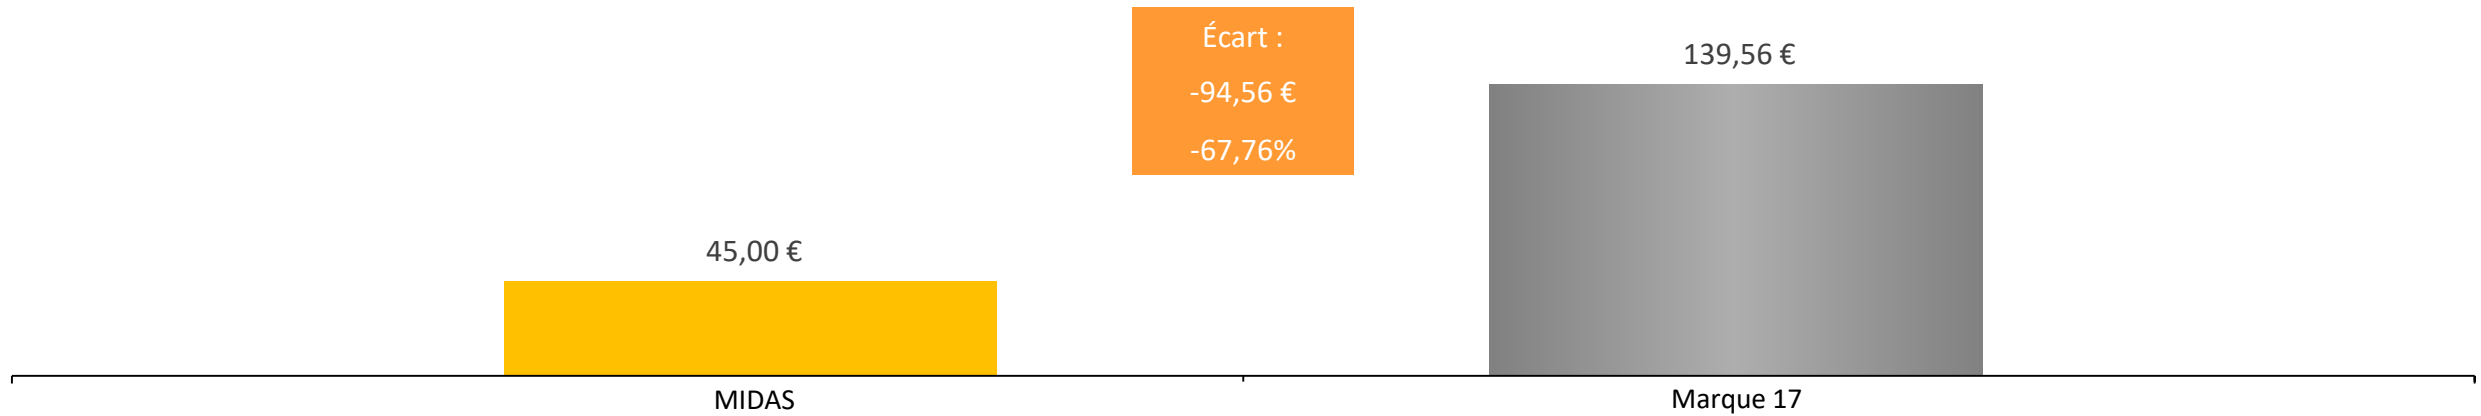 Écart :
-94,56 €
-67,76%
139,56 €
45,00 €
MIDAS
Marque 17